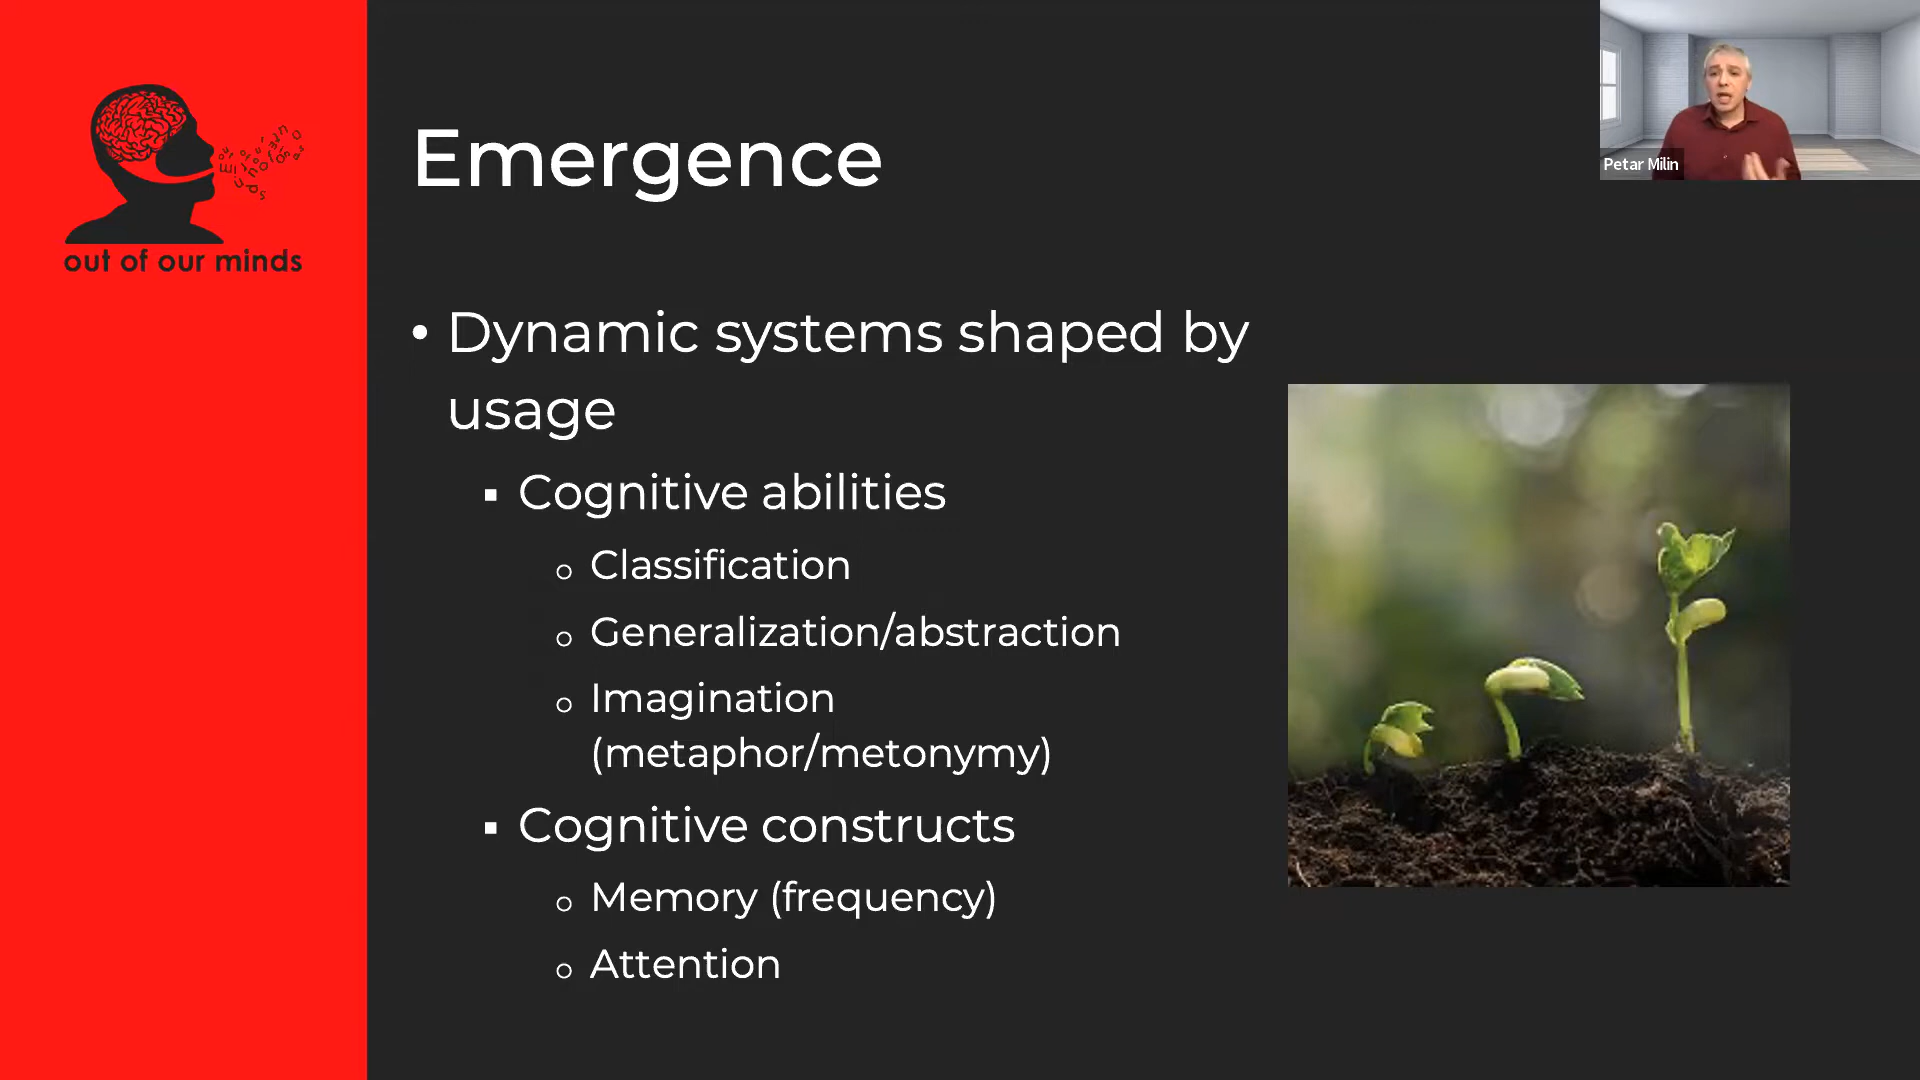 out of our minds
Petar Milin
Emergence
• Dynamic systems shaped by
usage
▪ Cognitive abilities
o Classification
o Generalization/abstraction
o Imagination
(metaphor/metonymy)
▪ Cognitive constructs
o Memory (frequency)
o Attention